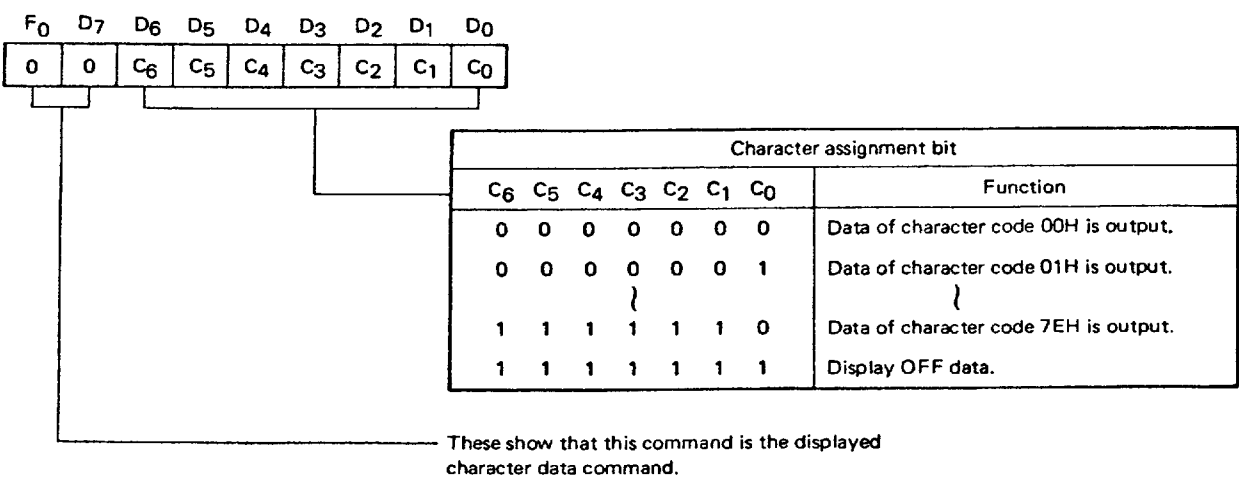 F0 D7 D6 D5 D4 D3 D2 D1 D0
0 0 C6 C5 C4 C3 C2 C1 C0
Character assignment bit
C6 C5 C4 C3 C2 C1 C0 Function
0 0 0 0 0 0 0 Data of character code 00H is output.
0 0 0 0 0 0 1 Data of character code 01H is output.
≀ ≀
1 1 1 1 1 1 0 Data of character code 7EH is output.
1 1 1 1 1 1 1 Display OFF data.
These show that this command is the displayed
character data command.